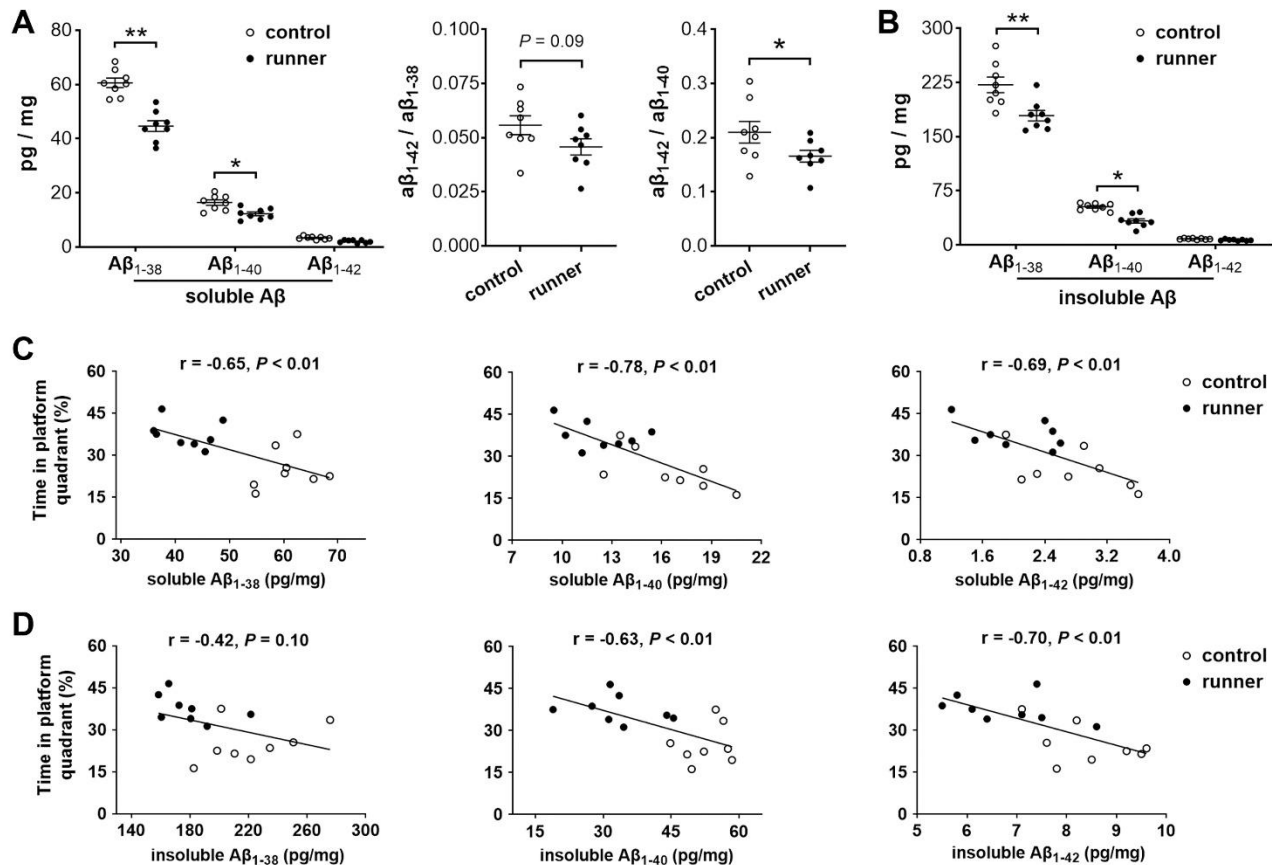 A
pg / mg
80
60
40
20
0
**
*
○ control
● runner
Aβ1-38
Aβ1-40
Aβ1-42
soluble Aβ
aβ1-42 / aβ1-38
0.100
0.075
0.050
0.025
0.000
P = 0.09
control
runner
aβ1-42 / aβ1-40
0.4
0.3
0.2
0.1
0.0
*
control
runner
B
pg / mg
300
225
150
75
0
**
*
○ control
● runner
Aβ1-38
Aβ1-40
Aβ1-42
insoluble Aβ
C
r = -0.65, P < 0.01
Time in platform
quadrant (%)
60
45
30
15
0
30 40 50 60 70
soluble Aβ1-38 (pg/mg)
r = -0.78, P < 0.01
60
45
30
15
0
7 10 13 16 19 22
soluble Aβ1-40 (pg/mg)
r = -0.69, P < 0.01
60
45
30
15
0
0.8 1.6 2.4 3.2 4.0
soluble Aβ1-42 (pg/mg)
○ control
● runner
D
r = -0.42, P = 0.10
Time in platform
quadrant (%)
60
45
30
15
0
140 180 220 260 300
insoluble Aβ1-38 (pg/mg)
r = -0.63, P < 0.01
60
45
30
15
0
15 30 45 60
insoluble Aβ1-40 (pg/mg)
r = -0.70, P < 0.01
60
45
30
15
0
5 6 7 8 9 10
insoluble Aβ1-42 (pg/mg)
○ control
● runner